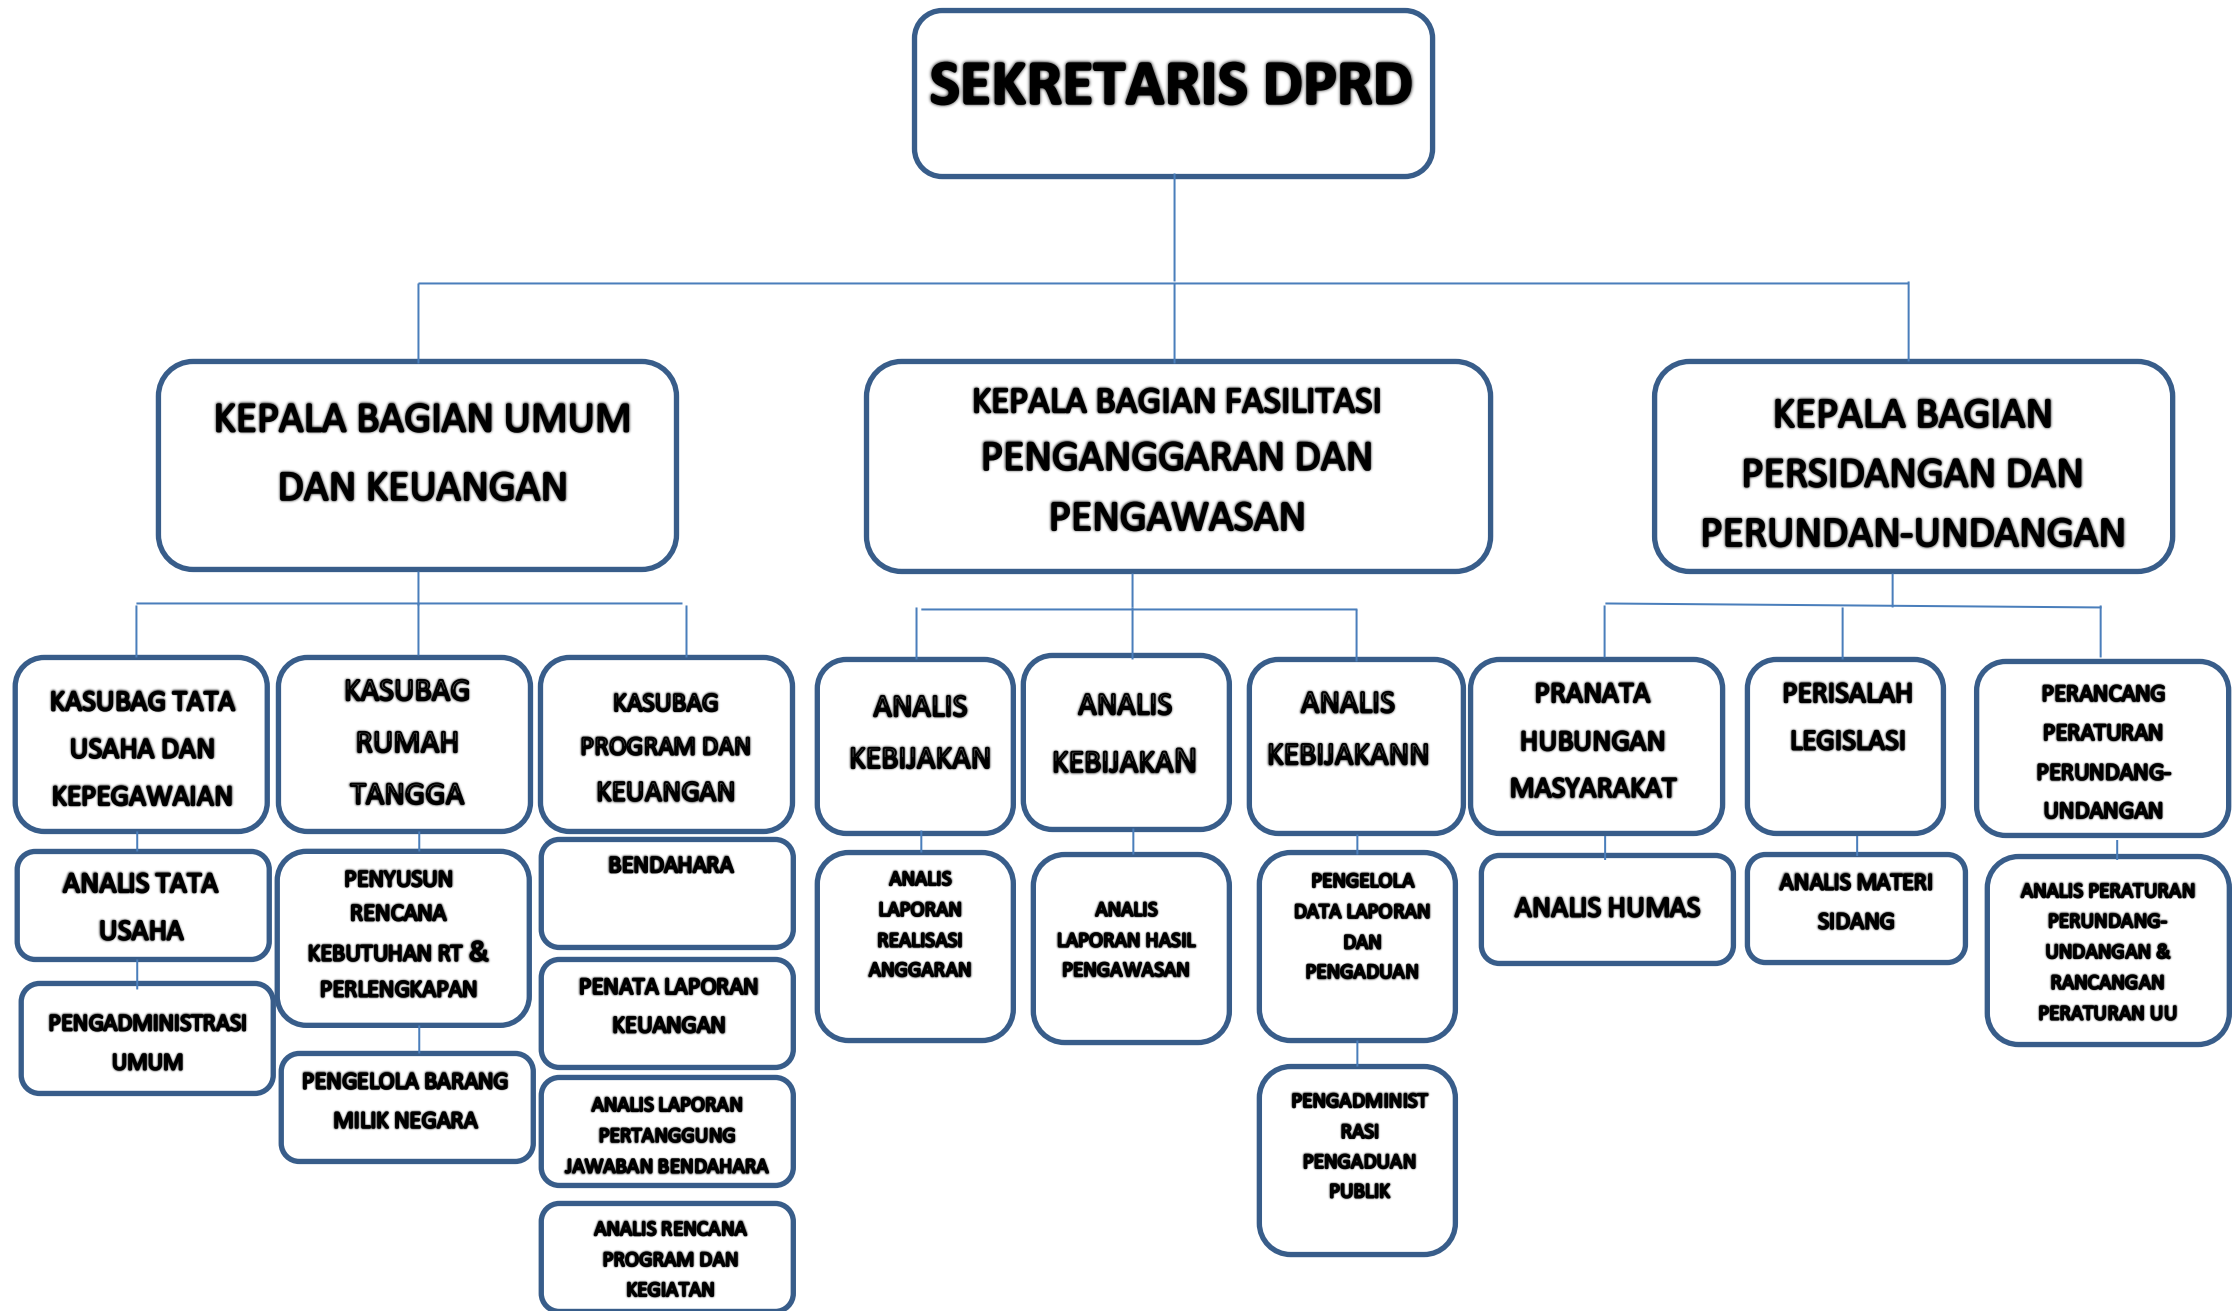 SEKRETARIS DPRD
KEPALA BAGIAN UMUM
DAN KEUANGAN
KEPALA BAGIAN FASILITASI
PENGANGGARAN DAN
PENGAWASAN
KEPALA BAGIAN
PERSIDANGAN DAN
PERUNDAN-UNDANGAN
KASUBAG TATA
USAHA DAN
KEPEGAWAIAN
KASUBAG
RUMAH
TANGGA
KASUBAG
PROGRAM DAN
KEUANGAN
ANALIS
KEBIJAKAN
ANALIS
KEBIJAKAN
ANALIS
KEBIJAKANN
PRANATA
HUBUNGAN
MASYARAKAT
PERISALAH
LEGISLASI
PERANCANG
PERATURAN
PERUNDANG-
UNDANGAN
ANALIS TATA
USAHA
PENYUSUN
RENCANA
KEBUTUHAN RT &
PERLENGKAPAN
BENDAHARA
ANALIS
LAPORAN
REALISASI
ANGGARAN
ANALIS
LAPORAN HASIL
PENGAWASAN
PENGELOLA
DATA LAPORAN
DAN
PENGADUAN
ANALIS HUMAS
ANALIS MATERI
SIDANG
ANALIS PERATURAN
PERUNDANG-
UNDANGAN &
RANCANGAN
PERATURAN UU
PENGADMINISTRASI
UMUM
PENGELOLA BARANG
MILIK NEGARA
PENATA LAPORAN
KEUANGAN
ANALIS LAPORAN
PERTANGGUNG
JAWABAN BENDAHARA
ANALIS RENCANA
PROGRAM DAN
KEGIATAN
PENGADMINIST
RASI
PENGADUAN
PUBLIK